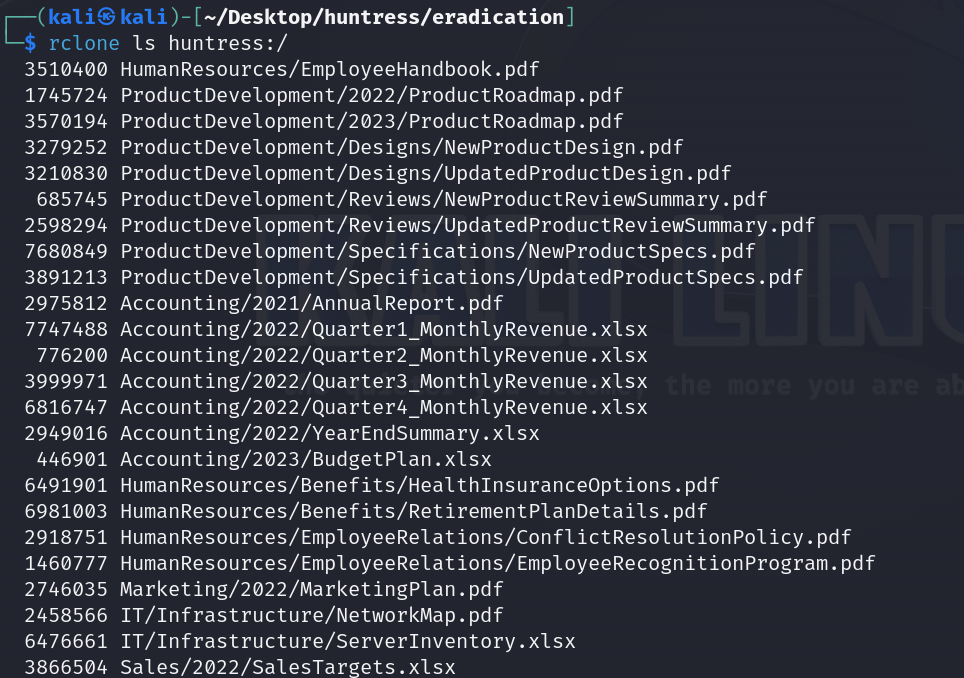 (kali㉿kali)-[~/Desktop/huntress/eradication]
$ rclone ls huntress:/
3510400 HumanResources/EmployeeHandbook.pdf
1745724 ProductDevelopment/2022/ProductRoadmap.pdf
3570194 ProductDevelopment/2023/ProductRoadmap.pdf
3279252 ProductDevelopment/Designs/NewProductDesign.pdf
3210830 ProductDevelopment/Designs/UpdatedProductDesign.pdf
685745 ProductDevelopment/Reviews/NewProductReviewSummary.pdf
2598294 ProductDevelopment/Reviews/UpdatedProductReviewSummary.pdf
7680849 ProductDevelopment/Specifications/NewProductSpecs.pdf
3891213 ProductDevelopment/Specifications/UpdatedProductSpecs.pdf
2975812 Accounting/2021/AnnualReport.pdf
7747488 Accounting/2022/Quarter1_MonthlyRevenue.xlsx
776200 Accounting/2022/Quarter2_MonthlyRevenue.xlsx
3999971 Accounting/2022/Quarter3_MonthlyRevenue.xlsx
6816747 Accounting/2022/Quarter4_MonthlyRevenue.xlsx
2949016 Accounting/2022/YearEndSummary.xlsx
446901 Accounting/2023/BudgetPlan.xlsx
6491901 HumanResources/Benefits/HealthInsuranceOptions.pdf
6981003 HumanResources/Benefits/RetirementPlanDetails.pdf
2918751 HumanResources/EmployeeRelations/ConflictResolutionPolicy.pdf
1460777 HumanResources/EmployeeRelations/EmployeeRecognitionProgram.pdf
2746035 Marketing/2022/MarketingPlan.pdf
2458566 IT/Infrastructure/NetworkMap.pdf
6476661 IT/Infrastructure/ServerInventory.xlsx
3866504 Sales/2022/SalesTargets.xlsx
the more you are ab